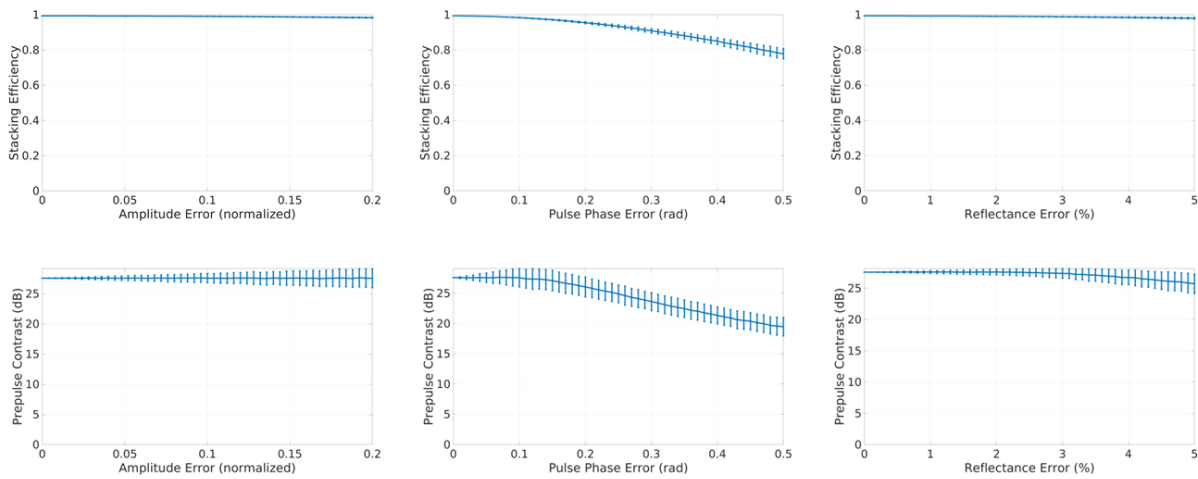 1
0.8
0.6
0.4
0.2
0
Stacking Efficiency
0 0.05 0.1 0.15 0.2
Amplitude Error (normalized)
1
0.8
0.6
0.4
0.2
0
Stacking Efficiency
0 0.1 0.2 0.3 0.4 0.5
Pulse Phase Error (rad)
1
0.8
0.6
0.4
0.2
0
Stacking Efficiency
0 1 2 3 4 5
Reflectance Error (%)
25
20
15
10
5
0
Prepulse Contrast (dB)
0 0.05 0.1 0.15 0.2
Amplitude Error (normalized)
25
20
15
10
5
0
Prepulse Contrast (dB)
0 0.1 0.2 0.3 0.4 0.5
Pulse Phase Error (rad)
25
20
15
10
5
0
Prepulse Contrast (dB)
0 1 2 3 4 5
Reflectance Error (%)